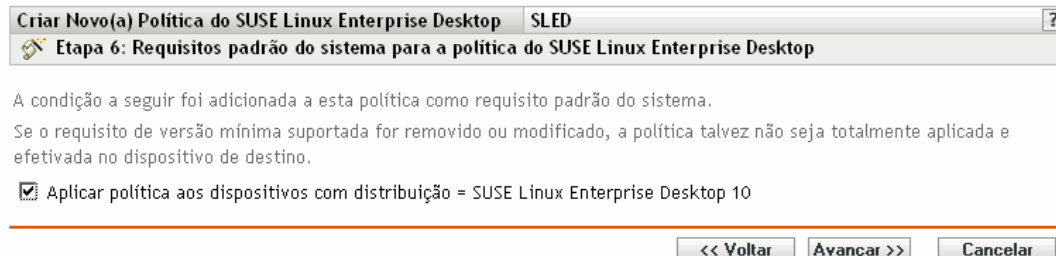 Criar Novo(a) Política do SUSE Linux Enterprise Desktop SLED ?
Etapa 6: Requisitos padrão do sistema para a política do SUSE Linux Enterprise Desktop
A condição a seguir foi adicionada a esta política como requisito padrão do sistema.
Se o requisito de versão mínima suportada for removido ou modificado, a política talvez não seja totalmente aplicada e
efetivada no dispositivo de destino.
Aplicar política aos dispositivos com distribuição = SUSE Linux Enterprise Desktop 10
<< Voltar Avançar >> Cancelar